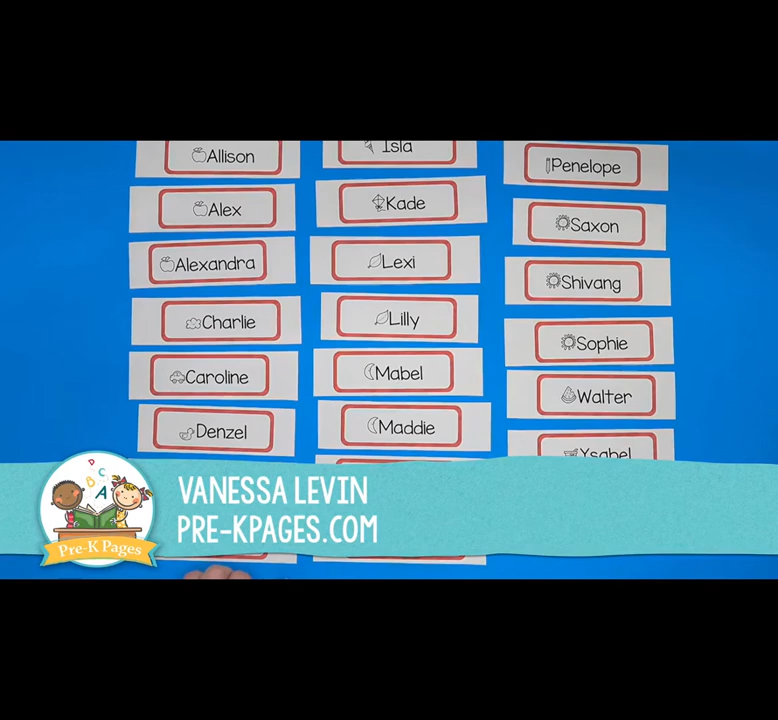 Allison
Alex
Alexandra
Charlie
Caroline
Denzel
Isla
Kade
Lexi
Lilly
Mabel
Maddie
Penelope
Saxon
Shivang
Sophie
Walter
Ysabel
D
C
B
A
Pre-K Pages
VANESSA LEVIN
PRE-KPAGES.COM